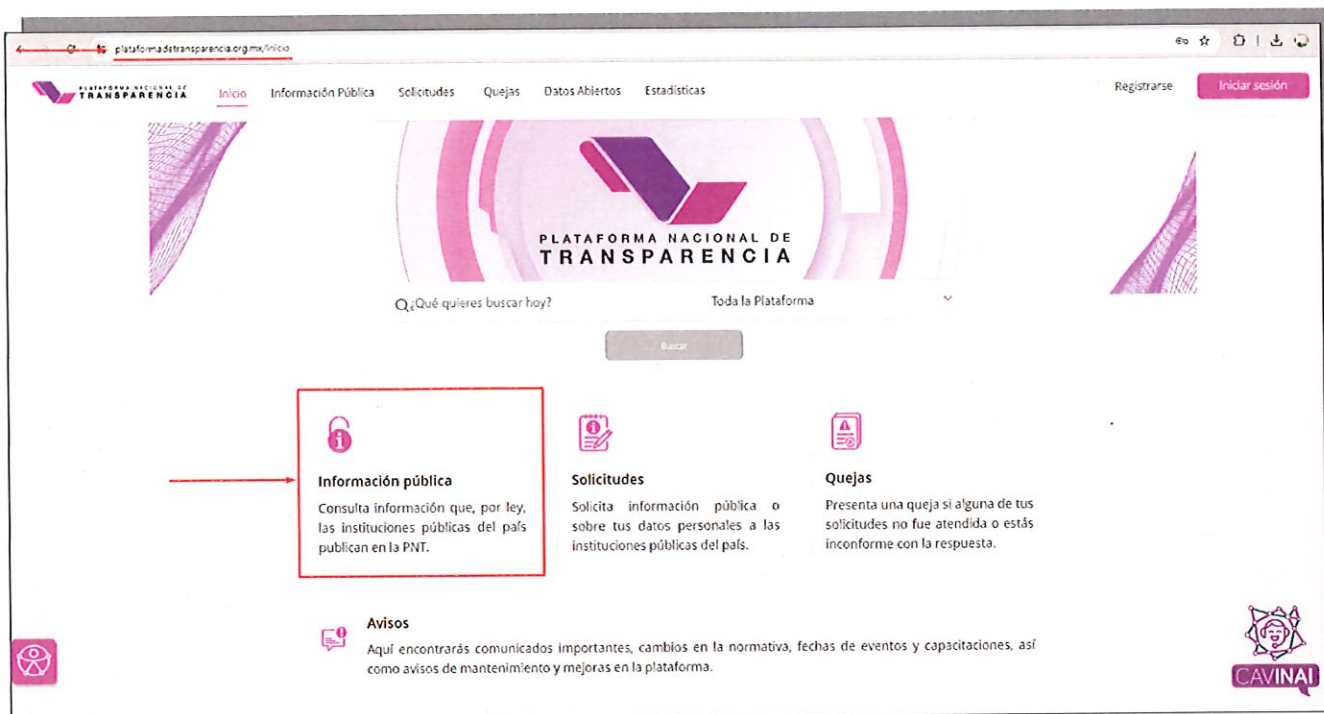 plataformadetransparencia.org.mx/Inicio
PLATAFORMA NACIONAL DE
TRANSPARENCIA
Inicio
Información Pública
Solicitudes
Quejas
Datos Abiertos
Estadísticas
Registrarse
Iniciar sesión
PLATAFORMA NACIONAL DE
TRANSPARENCIA
¿Qué quieres buscar hoy?
Toda la Plataforma
Buscar
Información pública
Consulta información que, por ley,
las instituciones públicas del país
publican en la PNT.
Solicitudes
Solicita información pública o
sobre tus datos personales a las
instituciones públicas del país.
Quejas
Presenta una queja si alguna de tus
solicitudes no fue atendida o estás
inconforme con la respuesta.
Avisos
Aquí encontrarás comunicados importantes, cambios en la normativa, fechas de eventos y capacitaciones, así
como avisos de mantenimiento y mejoras en la plataforma.
CAVINAI